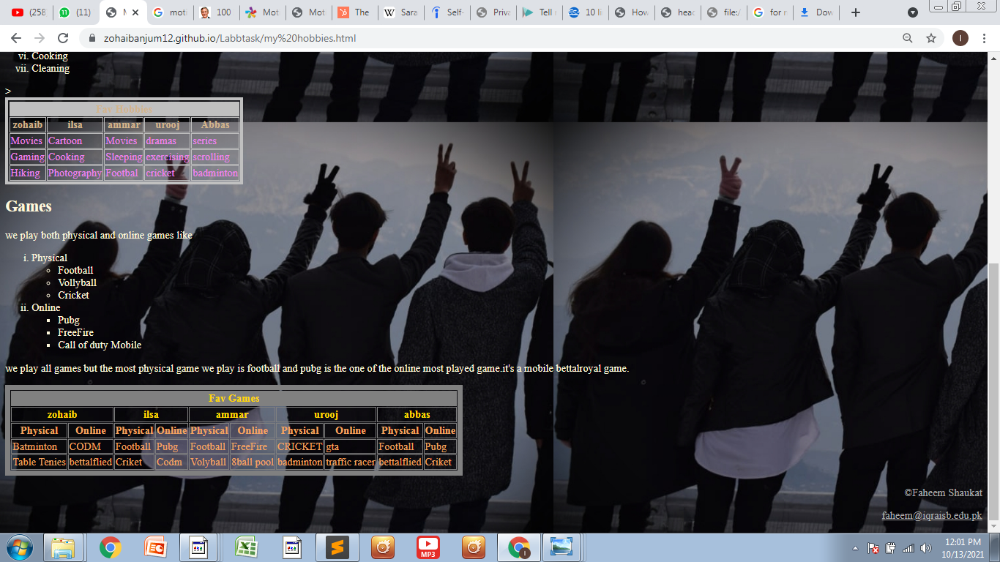 (258
(11)
M
moti
100
Mot
Mot
The
Sara
Self-
Priva
Tell
10 li
How
head
file:/
for
Dow
zohaibanjum12.github.io/Labbtask/my%20hobbies.html
I
vi. Cooking
vii. Cleaning
>
Fav Hobbies
zohaib ilsa ammar urooj Abbas
Movies Cartoon Movies dramas series
Gaming Cooking Sleeping exercising scrolling
Hiking Photography Footbal cricket badminton
Games
we play both physical and online games like
i. Physical
Football
Vollyball
Cricket
ii. Online
Pubg
FreeFire
Call of duty Mobile
we play all games but the most physical game we play is football and pubg is the one of the online most played game.it's a mobile bettalroyal game.
Fav Games
zohaib ilsa ammar urooj abbas
Physical Online Physical Online Physical Online Physical Online Physical Online
Batminton CODM Football Pubg Football FreeFire CRICKET gta Football Pubg
Table Tenies bettalflied Criket Codm Volyball 8ball pool badminton traffic racer bettalflied Criket
©Faheem Shaukat
faheem@iqraisb.edu.pk
MP3
I
12:01 PM
10/13/2021